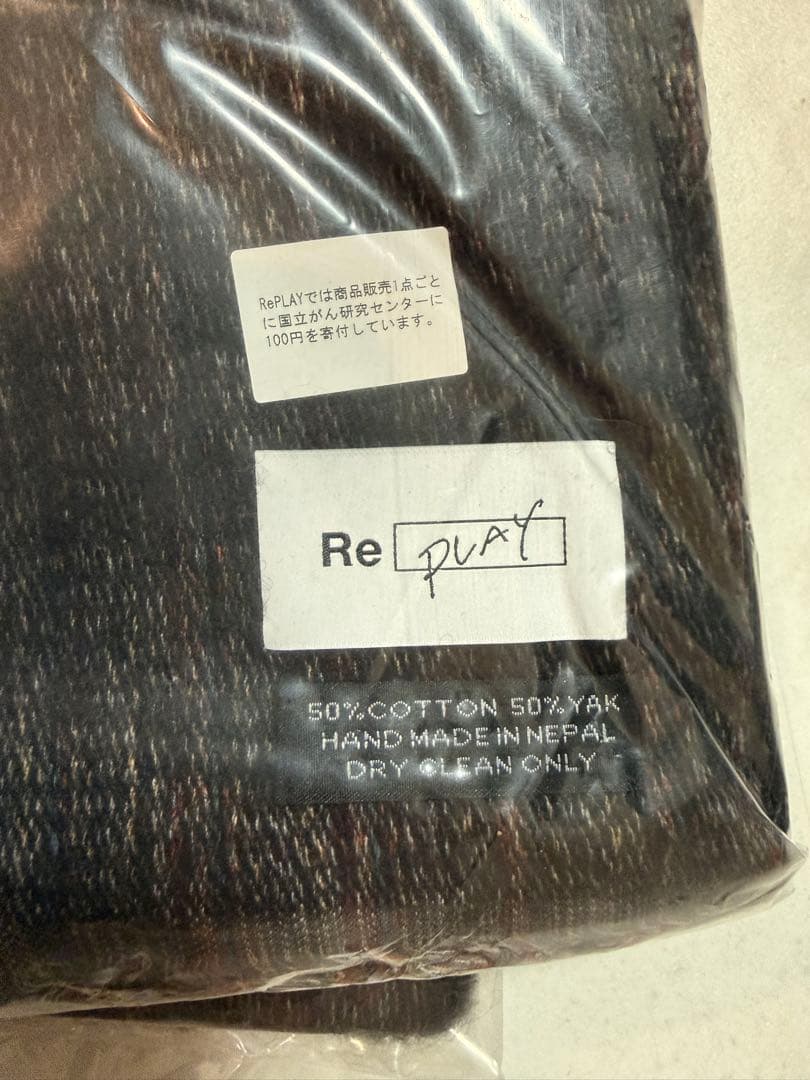 RePLAYでは商品販売1点ごと
に国立がん研究センターに
100円を寄付しています。
Re PLAY
50%COTTON 50%YAK
HAND MADE IN NEPAL
DRY CLEAN ONLY